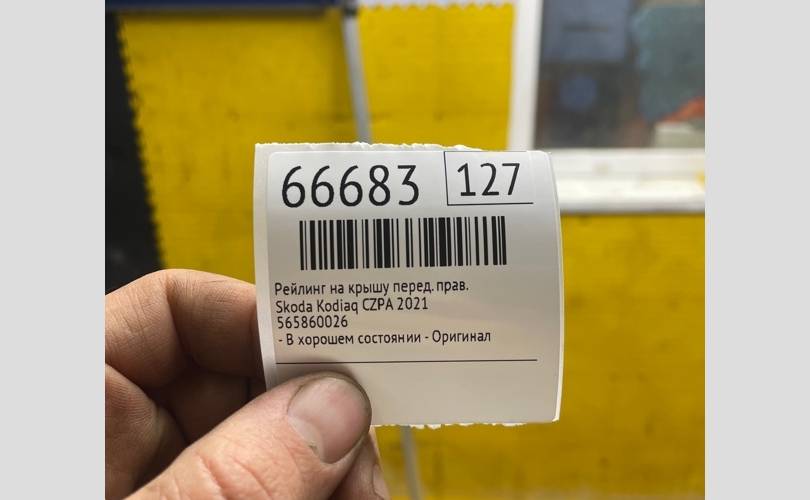 66683 127
Рейлинг на крышу перед. прав.
Skoda Kodiaq CZPA 2021
565860026
- В хорошем состоянии - Оригинал